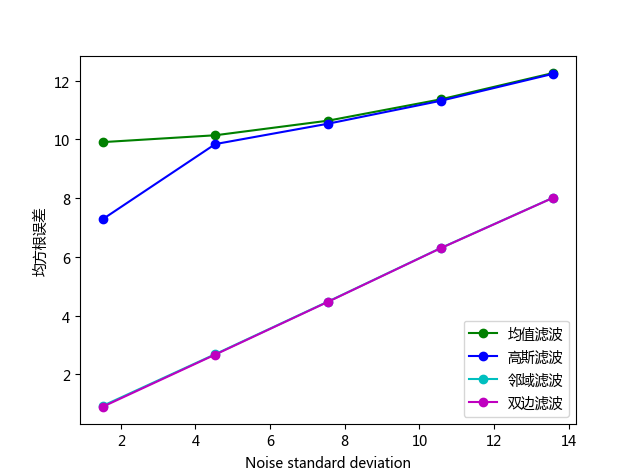 12
10
8
6
4
2
均方根误差
均值滤波
高斯滤波
邻域滤波
双边滤波
2 4 6 8 10 12 14
Noise standard deviation